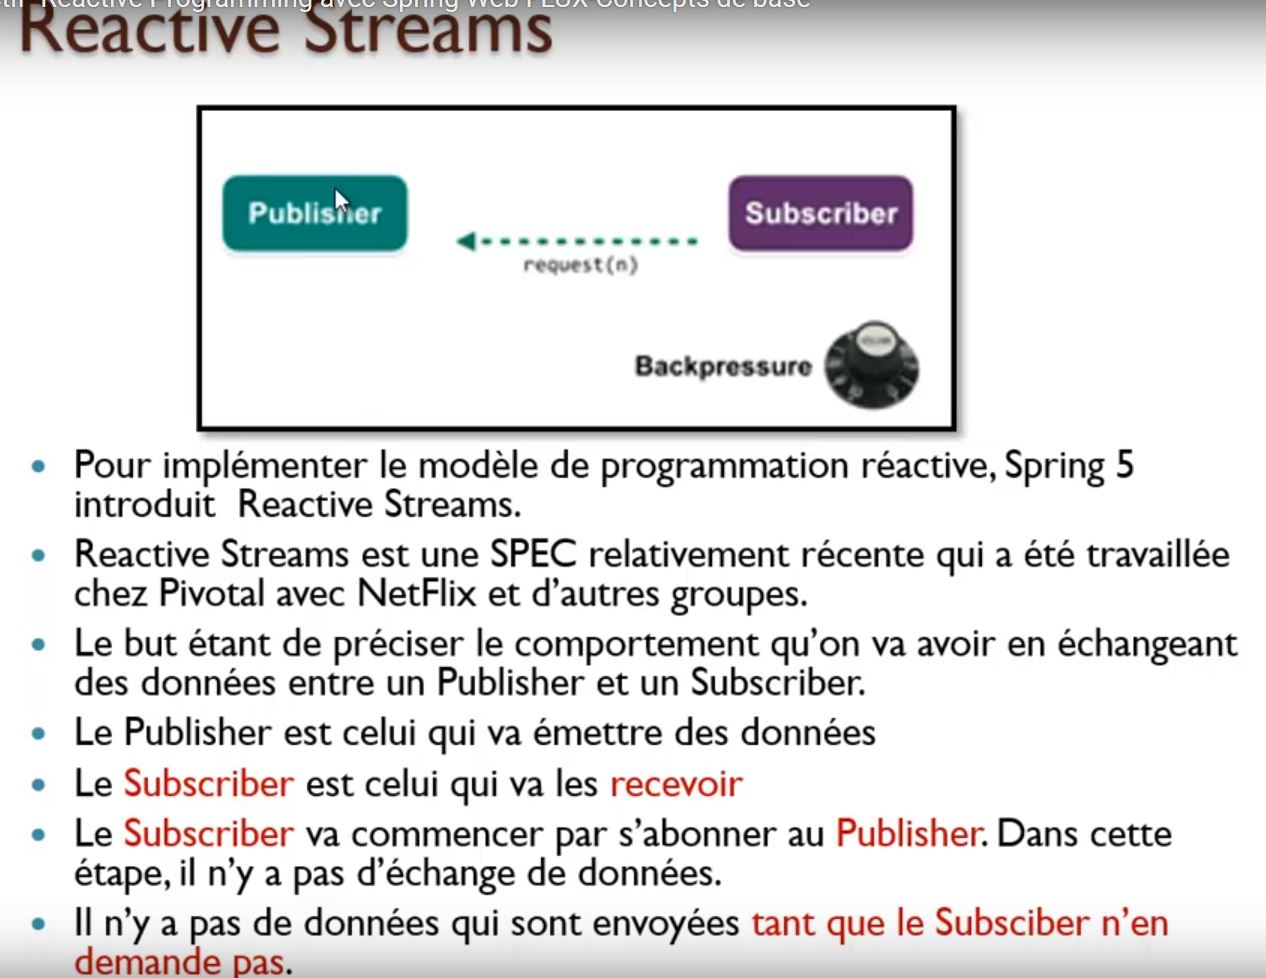 Reactive Programming avec Spring Web FLUX Concepts de base
Reactive Streams
Publisher
Subscriber
request(n)
Backpressure
• Pour implémenter le modèle de programmation réactive, Spring 5
introduit Reactive Streams.
• Reactive Streams est une SPEC relativement récente qui a été travaillée
chez Pivotal avec NetFlix et d’autres groupes.
• Le but étant de préciser le comportement qu’on va avoir en échangeant
des données entre un Publisher et un Subscriber.
• Le Publisher est celui qui va émettre des données
• Le Subscriber est celui qui va les recevoir
• Le Subscriber va commencer par s’abonner au Publisher. Dans cette
étape, il n’y a pas d’échange de données.
• Il n’y a pas de données qui sont envoyées tant que le Subsciber n’en
demande pas.